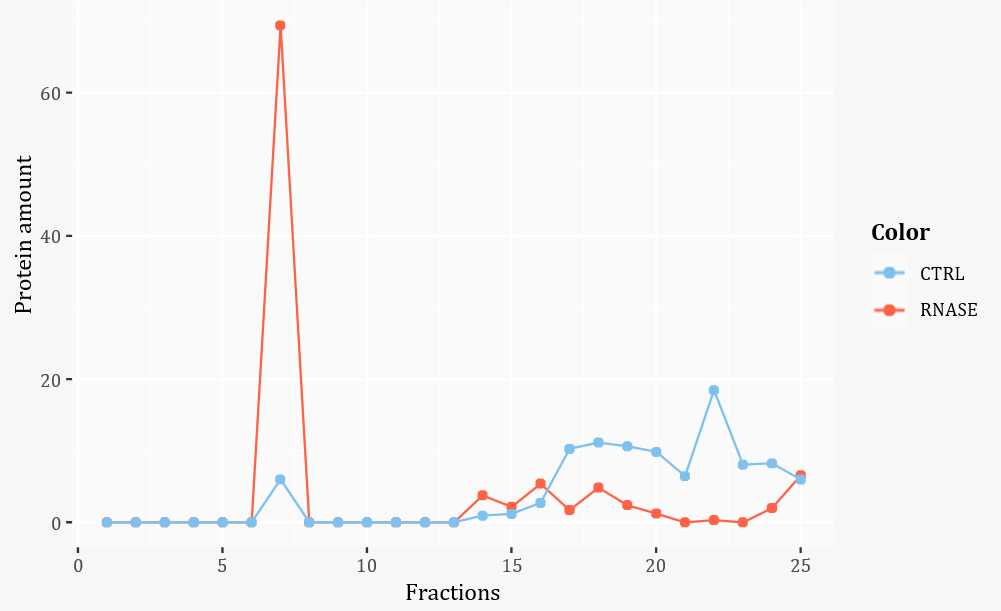 60
40
20
0
0 5 10 15 20 25
Protein amount
Fractions
Color
CTRL
RNASE